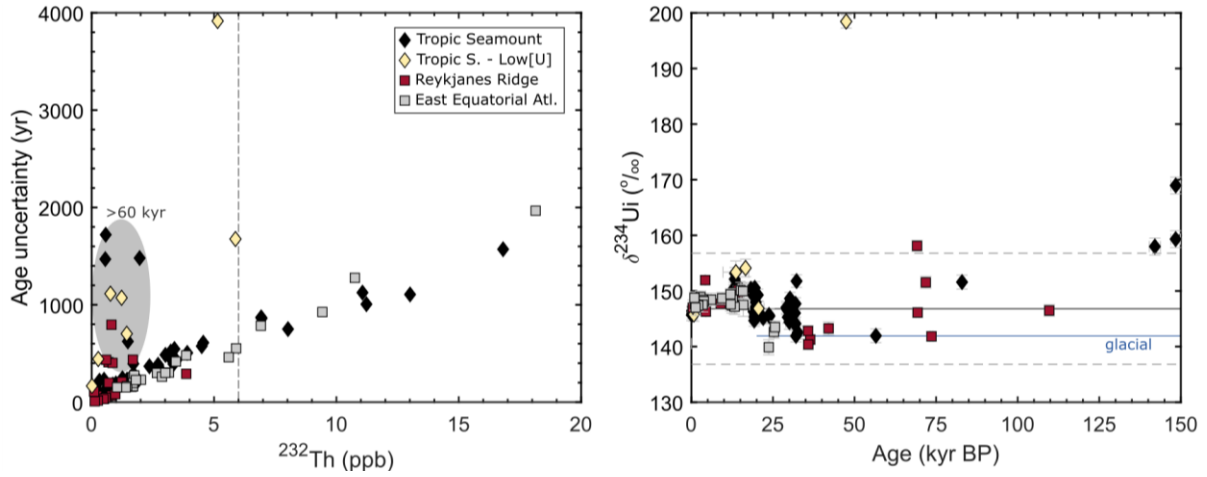 4000
3000
2000
1000
0
0
5
10
15
20
Age uncertainty (yr)
²³²Th (ppb)
>60 kyr
Tropic Seamount
Tropic S. - Low[U]
Reykjanes Ridge
East Equatorial Atl.
200
190
180
170
160
150
140
130
0
25
50
75
100
125
150
δ²³⁴Ui (⁰/₀₀)
Age (kyr BP)
glacial